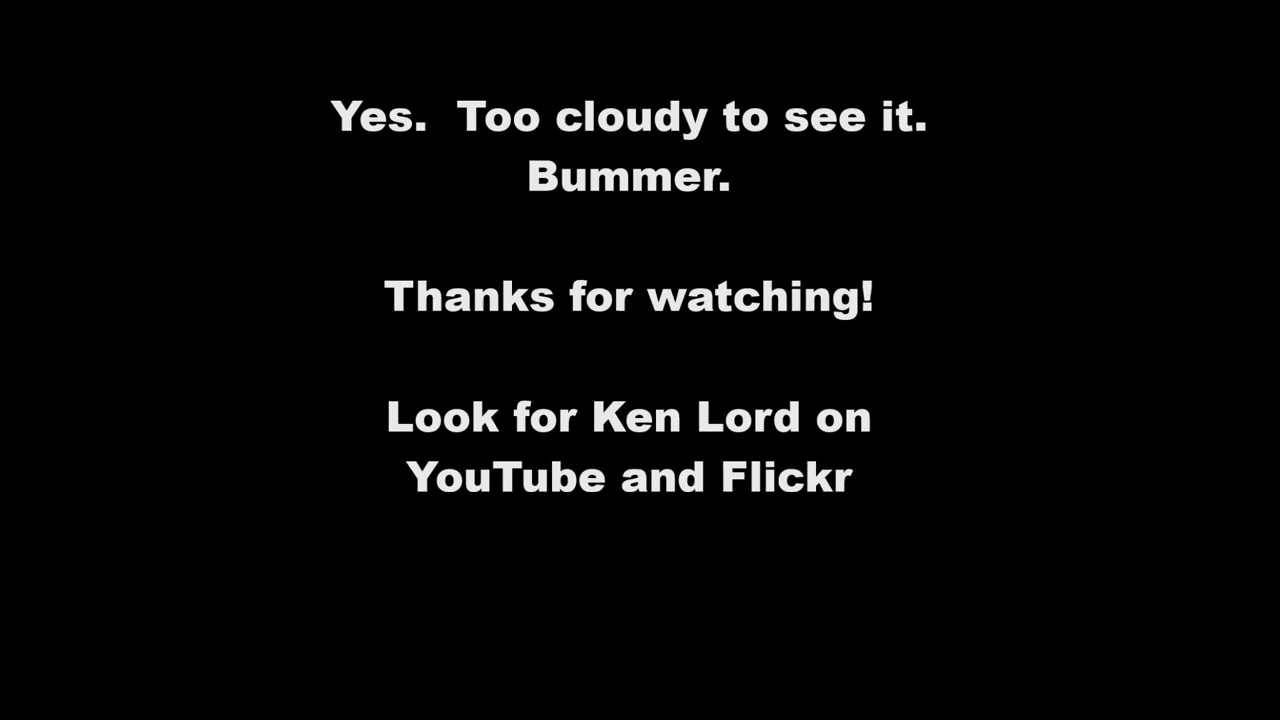 Yes.  Too cloudy to see it.
Bummer.
Thanks for watching!
Look for Ken Lord on
YouTube and Flickr